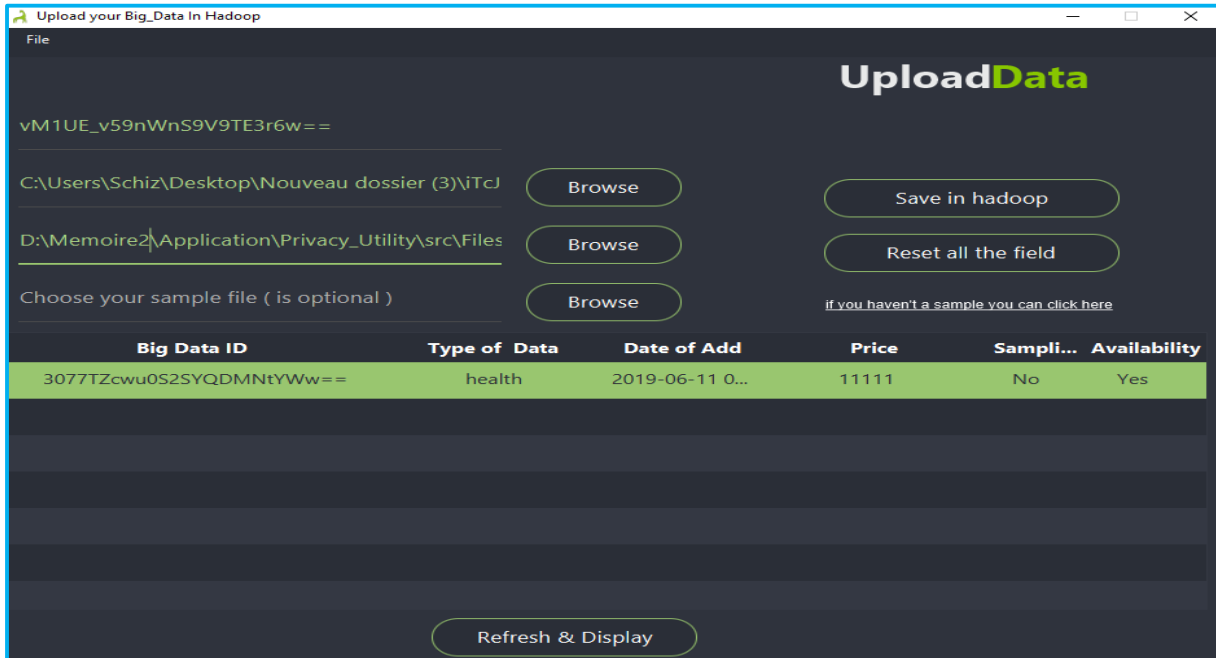 Upload your Big_Data In Hadoop
File
UploadData
vM1UE_v59nWnS9V9TE3r6w==
C:\Users\Schiz\Desktop\Nouveau dossier (3)\iTcJ
Browse
Save in hadoop
D:\Memoire2\Application\Privacy_Utility\src\Files
Browse
Reset all the field
Choose your sample file ( is optional )
Browse
if you haven't a sample you can click here
Big Data ID Type of Data Date of Add Price Sampli... Availability
3077TZcwu0S2SYQDMNtYWw== health 2019-06-11 0... 11111 No Yes
Refresh & Display